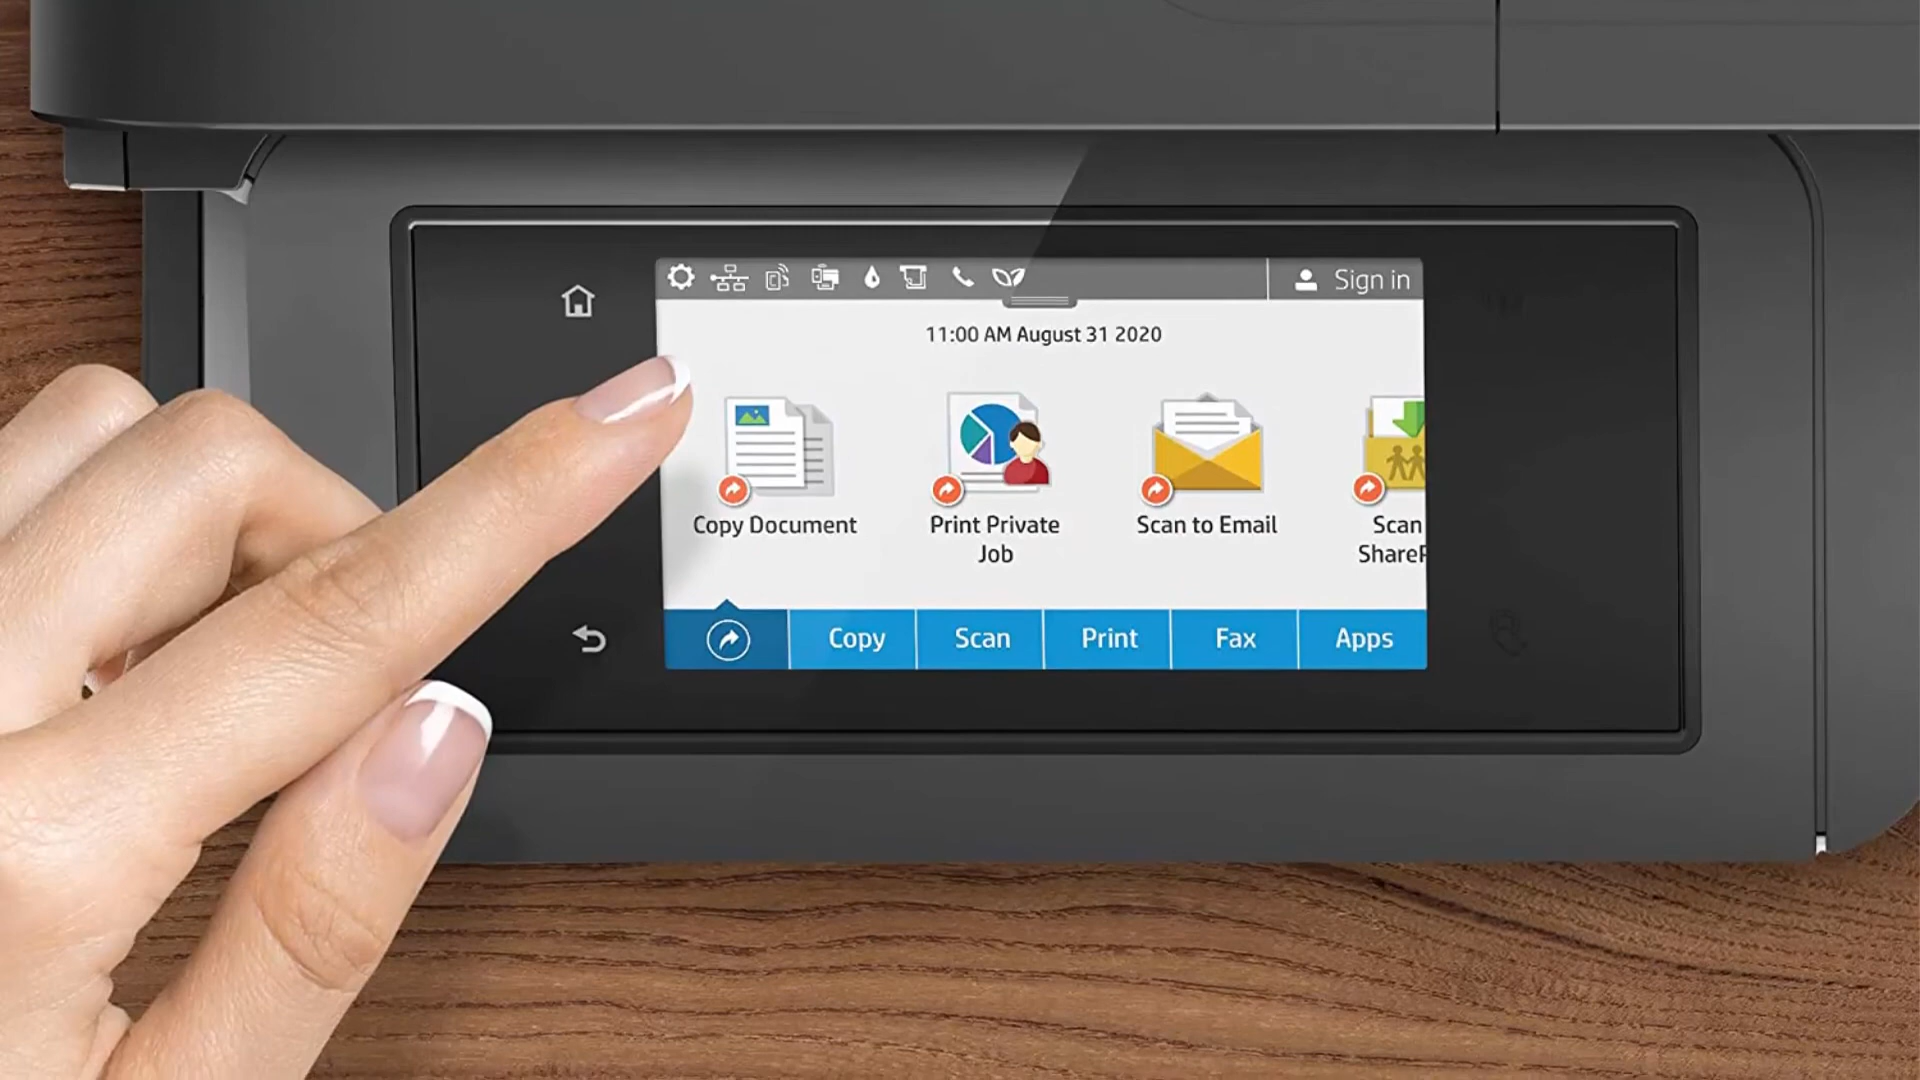 Sign in
11:00 AM August 31 2020
Copy Document
Print Private
Job
Scan to Email
Scan
Share
Copy
Scan
Print
Fax
Apps